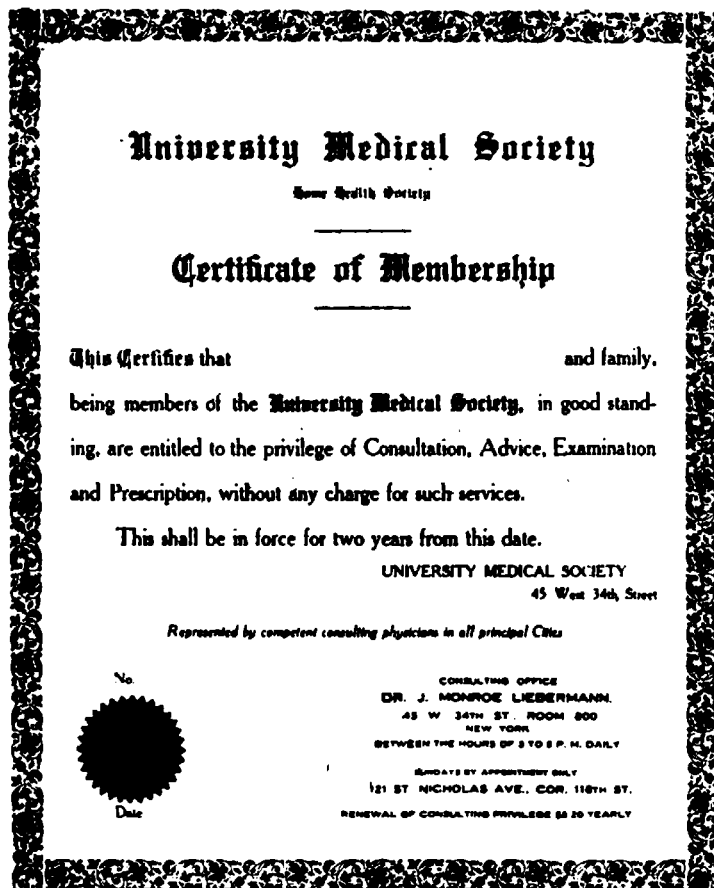 University Medical Society
Home Health Society
Certificate of Membership
This Certifies that and family,
being members of the University Medical Society, in good stand-
ing, are entitled to the privilege of Consultation, Advice, Examination
and Prescription, without any charge for such services.
This shall be in force for two years from this date.
UNIVERSITY MEDICAL SOCIETY
45 West 34th, Street
Represented by competent consulting physicians in all principal Cities
No.
Date
CONSULTING OFFICE
DR. J. MONROE LIEBERMANN.
45 W 34TH ST. ROOM 800
NEW YORK
BETWEEN THE HOURS OF 3 TO 5 P. M. DAILY
SUNDAYS BY APPOINTMENT ONLY
121 ST NICHOLAS AVE., COR. 116TH ST.
RENEWAL OF CONSULTING PRIVILEGE YEARLY